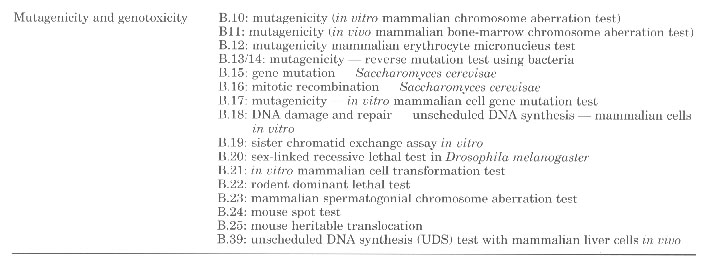 Mutagenicity and genotoxicity B.10: mutagenicity (in vitro mammalian chromosome aberration test)
B11: mutagenicity (in vivo mammalian bone-marrow chromosome aberration test)
B.12: mutagenicity mammalian erythrocyte micronucleus test
B.13/14: mutagenicity — reverse mutation test using bacteria
B.15: gene mutation — Saccharomyces cerevisae
B.16: mitotic recombination — Saccharomyces cerevisae
B.17: mutagenicity — in vitro mammalian cell gene mutation test
B.18: DNA damage and repair — unscheduled DNA synthesis — mammalian cells
in vitro
B.19: sister chromatid exchange assay in vitro
B.20: sex-linked recessive lethal test in Drosophila melanogaster
B.21: in vitro mammalian cell transformation test
B.22: rodent dominant lethal test
B.23: mammalian spermatogonial chromosome aberration test
B.24: mouse spot test
B.25: mouse heritable translocation
B.39: unscheduled DNA synthesis (UDS) test with mammalian liver cells in vivo